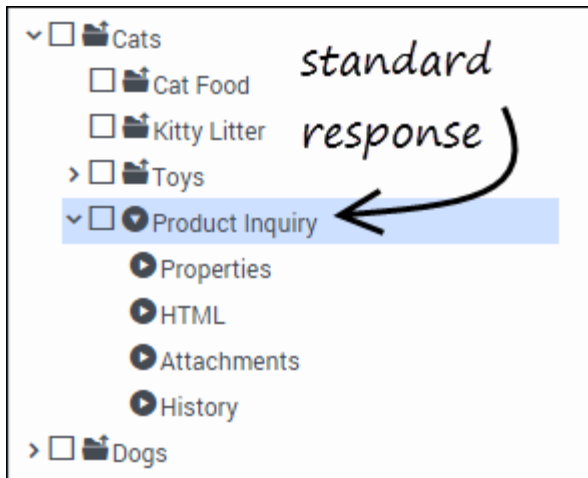 Cats
Cat Food
standard
Kitty Litter
response
Toys
Product Inquiry
Properties
HTML
Attachments
History
Dogs